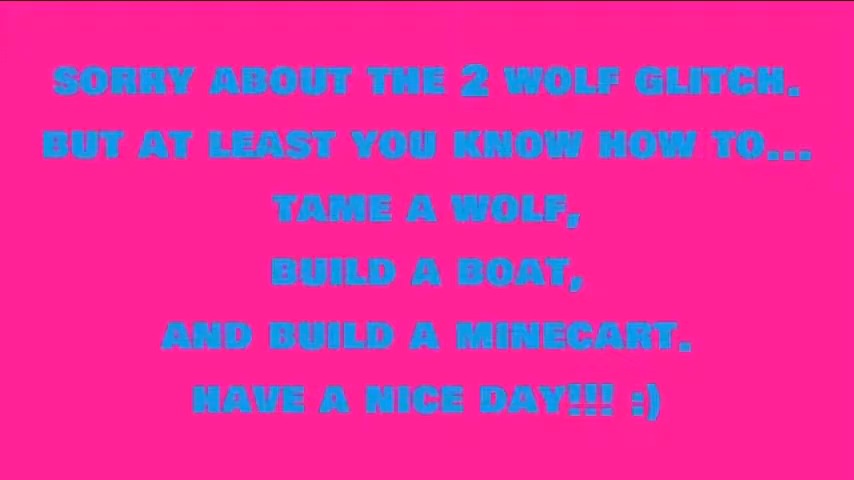 SORRY ABOUT THE 2 WOLF GLITCH.
BUT AT LEAST YOU KNOW HOW TO...
TAME A WOLF,
BUILD A BOAT,
AND BUILD A MINECART.
HAVE A NICE DAY!!! :)